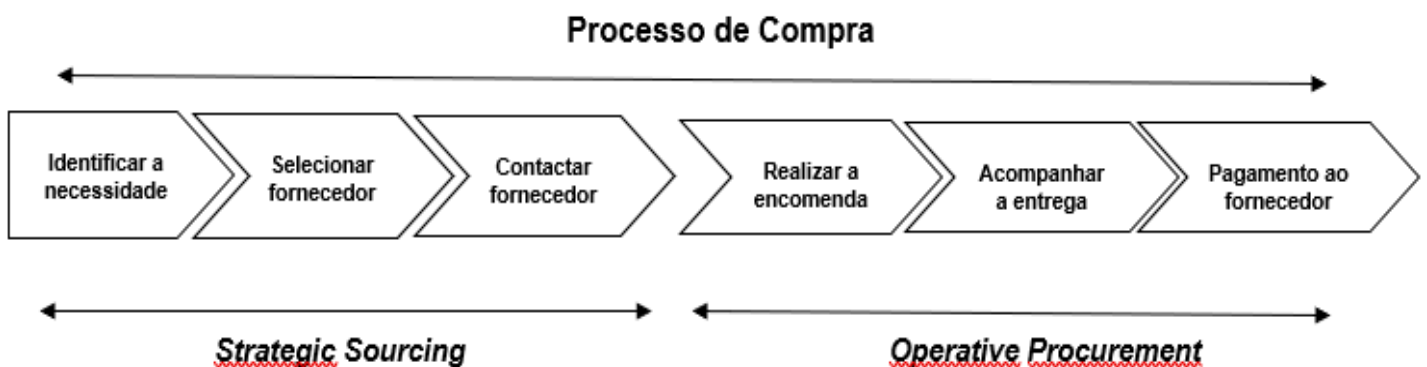 Processo de Compra
Identificar a
necessidade
Selecionar
fornecedor
Contactar
fornecedor
Realizar a
encomenda
Acompanhar
a entrega
Pagamento ao
fornecedor
Strategic Sourcing
Operative Procurement